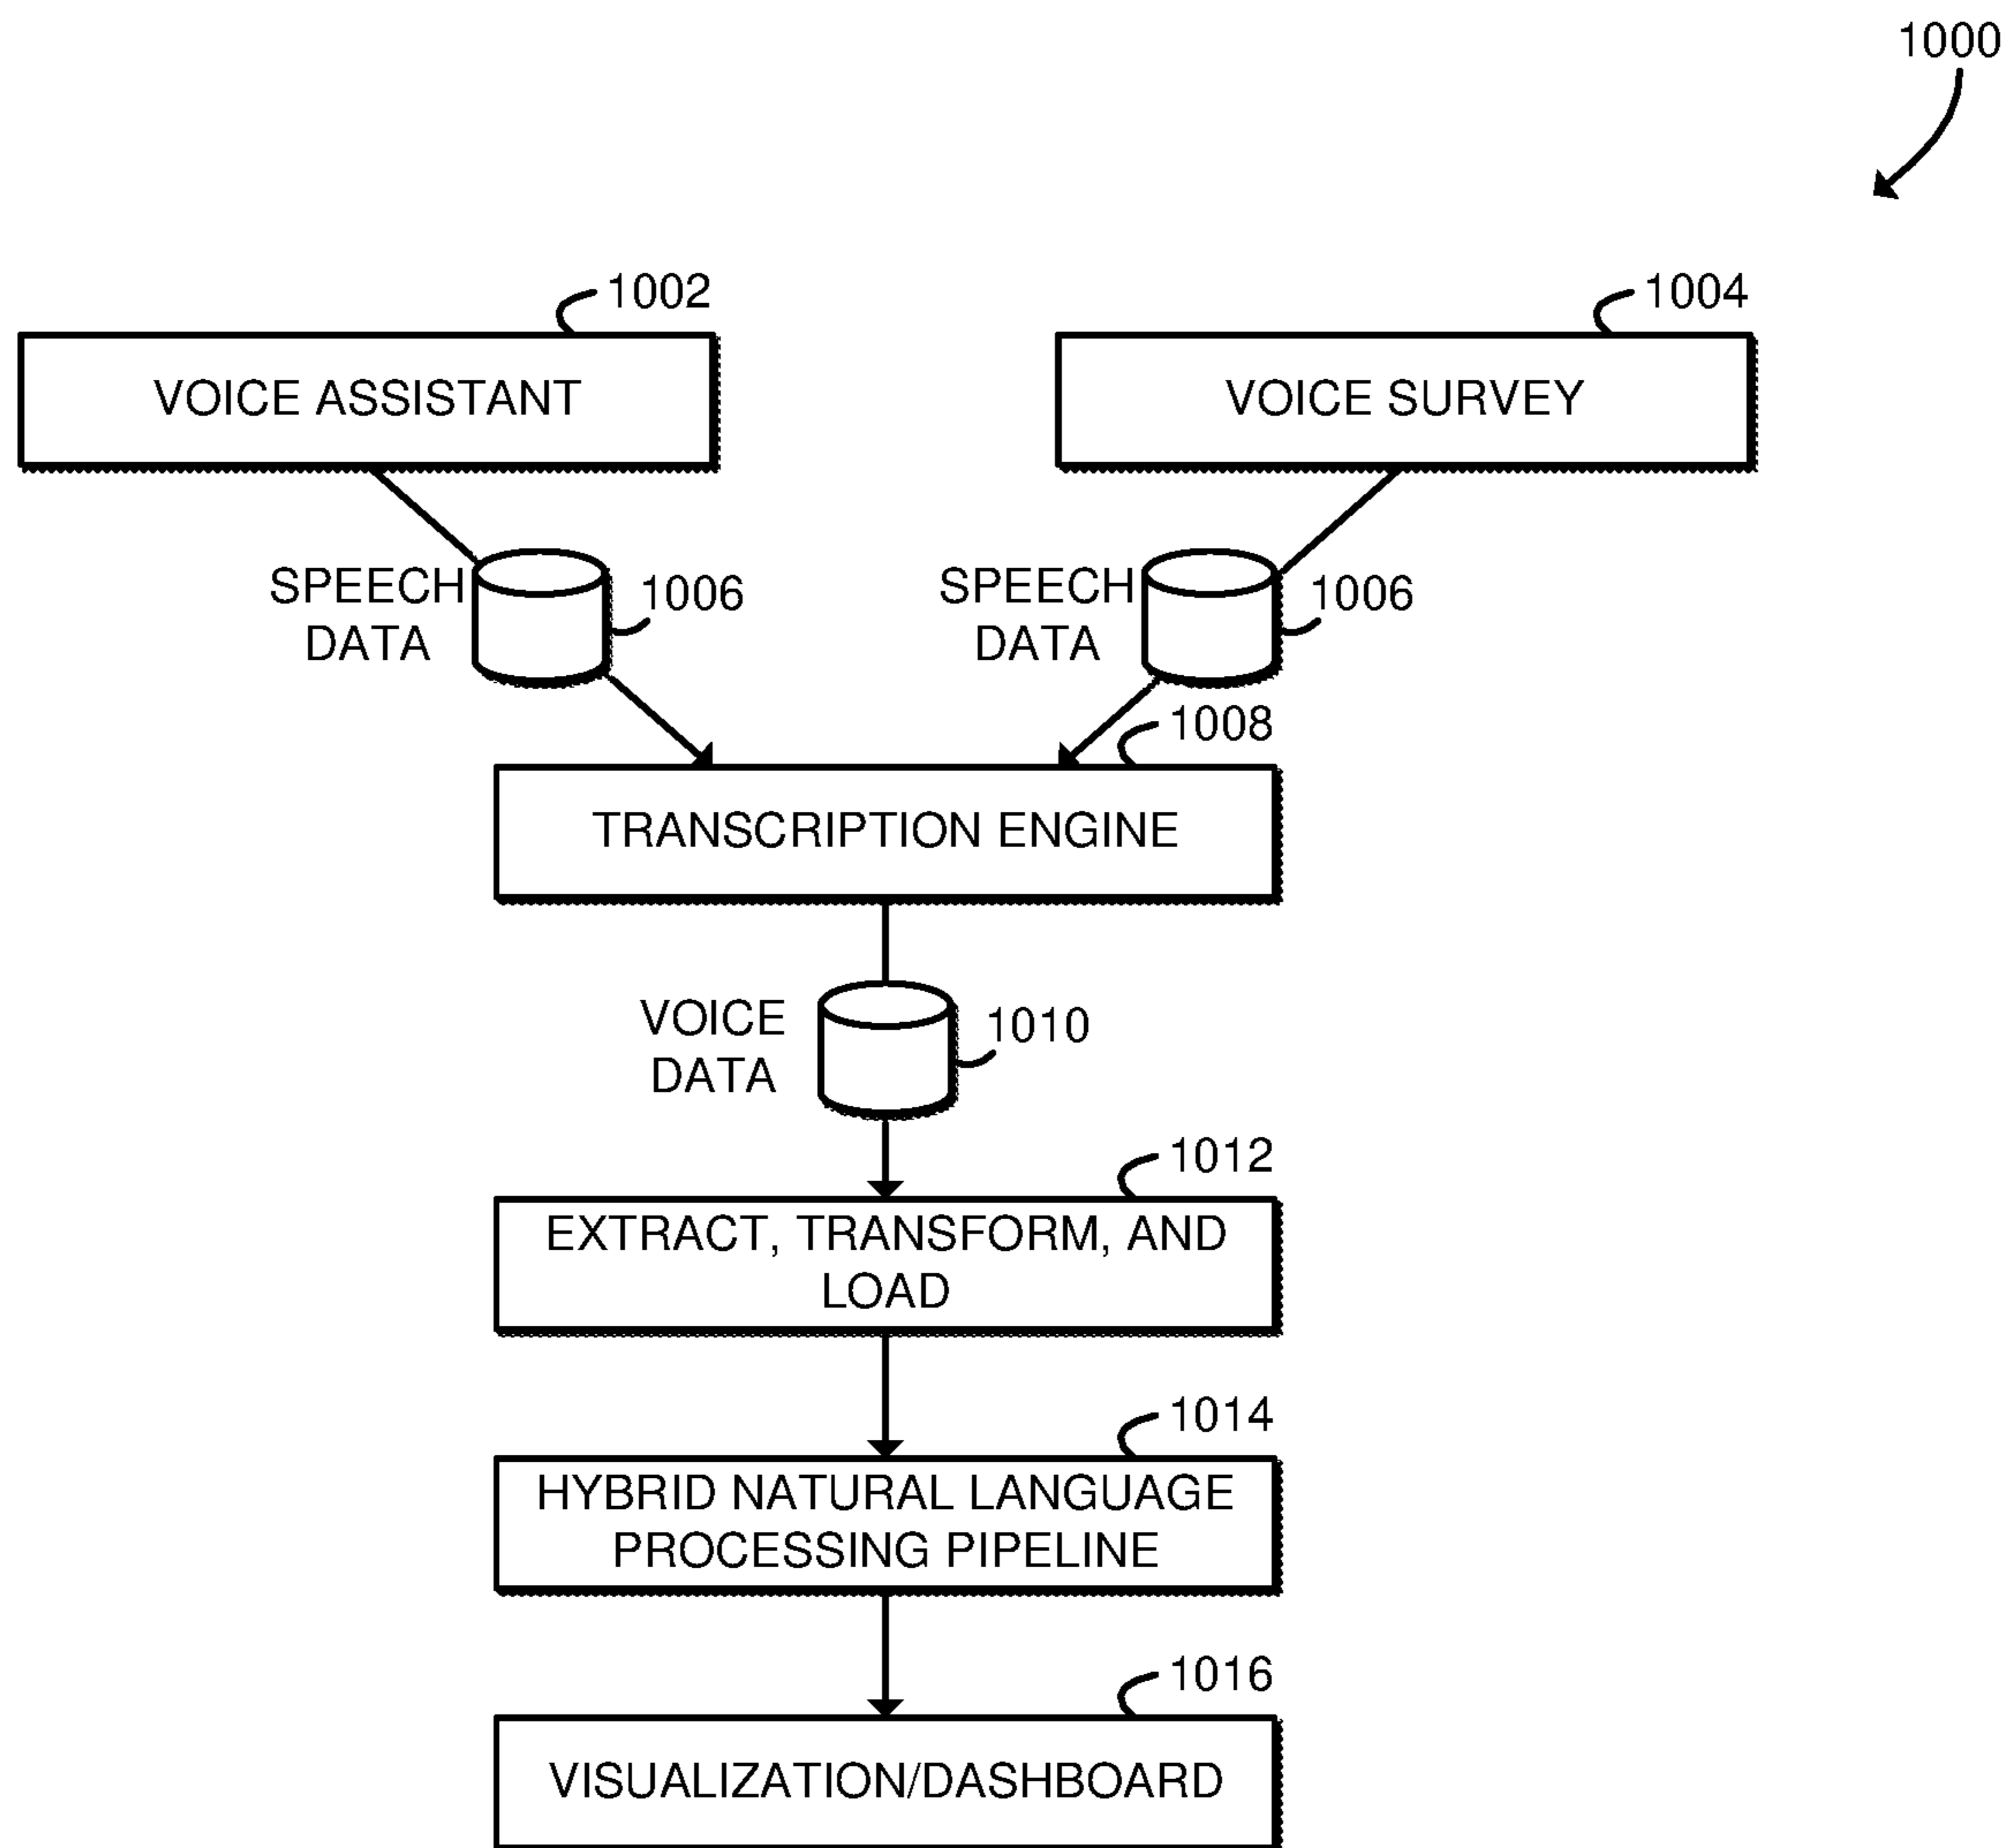 1000
1002
1004
VOICE ASSISTANT
VOICE SURVEY
SPEECH
DATA
1006
SPEECH
DATA
1006
1008
TRANSCRIPTION ENGINE
VOICE
DATA
1010
1012
EXTRACT, TRANSFORM, AND
LOAD
1014
HYBRID NATURAL LANGUAGE
PROCESSING PIPELINE
1016
VISUALIZATION/DASHBOARD